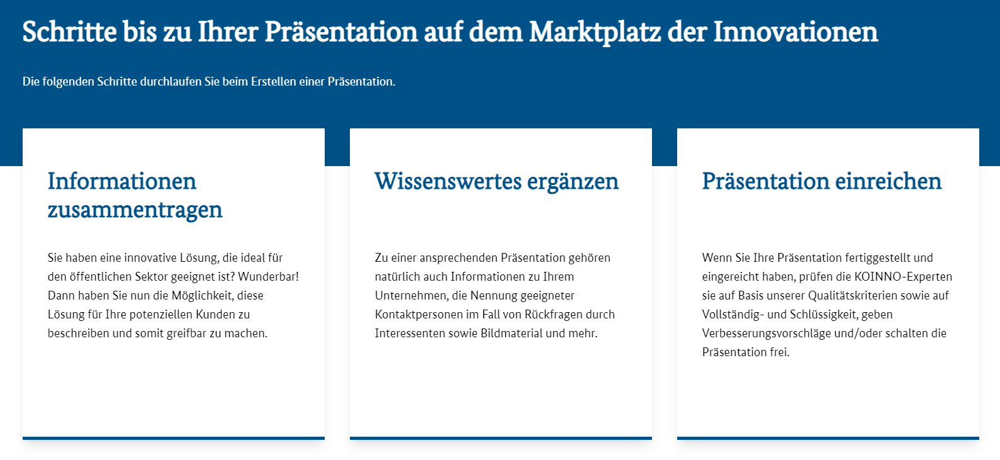 Schritte bis zu Ihrer Präsentation auf dem Marktplatz der Innovationen
Die folgenden Schritte durchlaufen Sie beim Erstellen einer Präsentation.
Informationen
zusammentragen
Sie haben eine innovative Lösung, die ideal für
den öffentlichen Sektor geeignet ist? Wunderbar!
Dann haben Sie nun die Möglichkeit, diese
Lösung für Ihre potenziellen Kunden zu
beschreiben und somit greifbar zu machen.
Wissenswertes ergänzen
Zu einer ansprechenden Präsentation gehören
natürlich auch Informationen zu Ihrem
Unternehmen, die Nennung geeigneter
Kontaktpersonen im Fall von Rückfragen durch
Interessenten sowie Bildmaterial und mehr.
Präsentation einreichen
Wenn Sie Ihre Präsentation fertiggestellt und
eingereicht haben, prüfen die KOINNO-Experten
sie auf Basis unserer Qualitätskriterien sowie auf
Vollständig- und Schlüssigkeit, geben
Verbesserungsvorschläge und/oder schalten die
Präsentation frei.